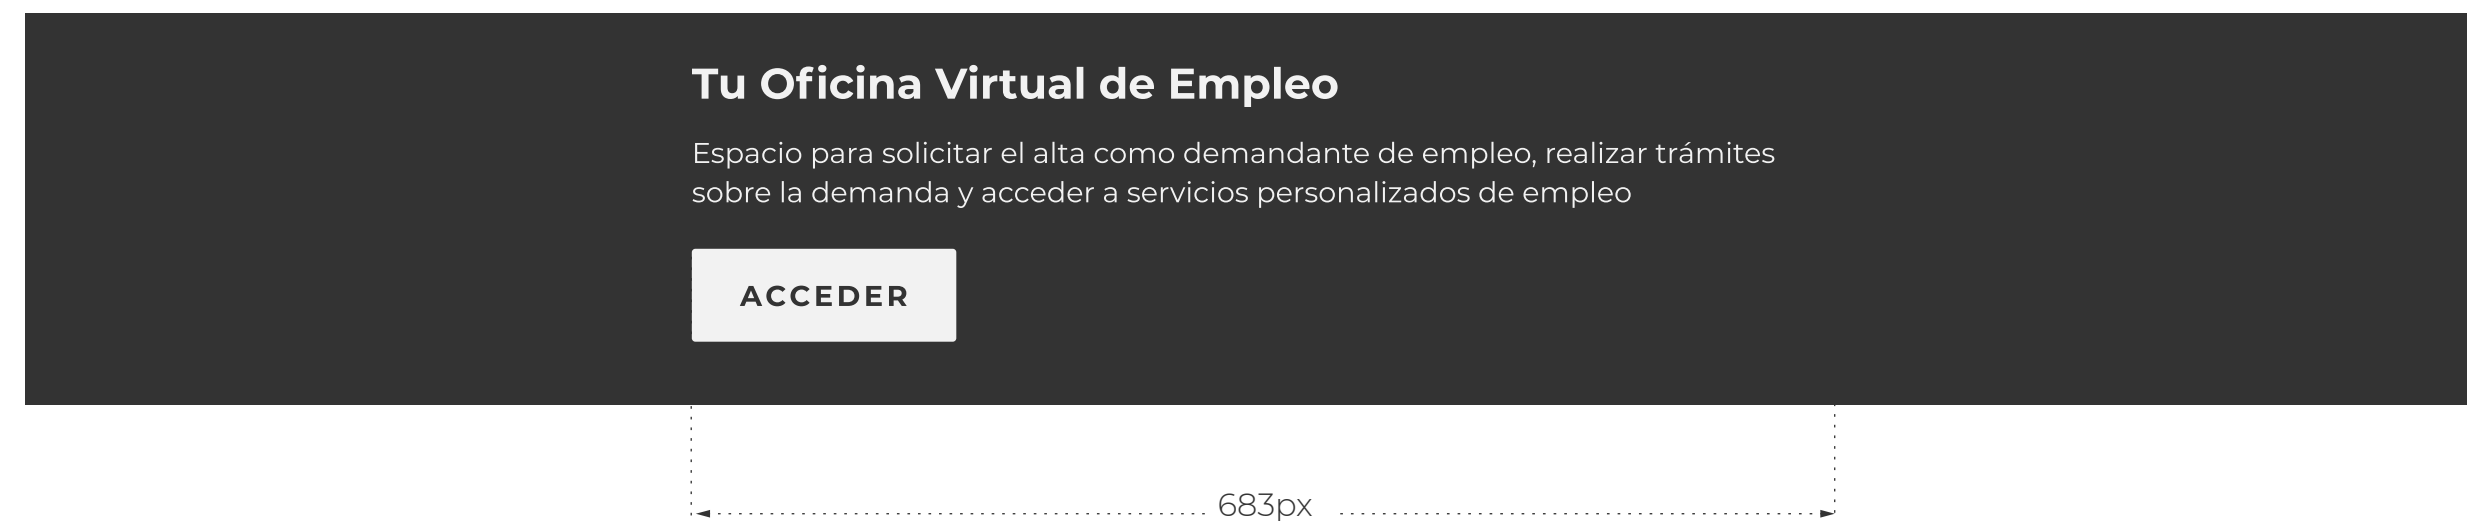 Tu Oficina Virtual de Empleo
Espacio para solicitar el alta como demandante de empleo, realizar trámites
sobre la demanda y acceder a servicios personalizados de empleo
ACCEDER
683px